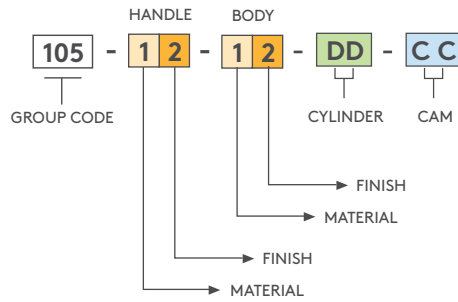 HANDLE BODY
105 - 1 2 - 1 2 - DD - C C
GROUP CODE CYLINDER CAM
FINISH
MATERIAL
FINISH
MATERIAL